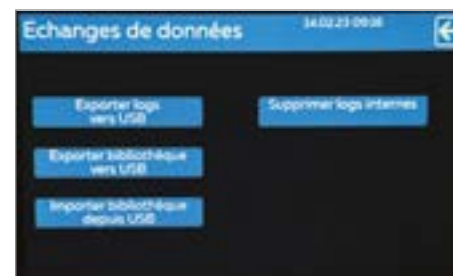 Echanges de données
14.02.23 09:08
Exporter logs
vers USB
Supprimer logs internes
Exporter bibliothèque
vers USB
Importer bibliothèque
depuis USB